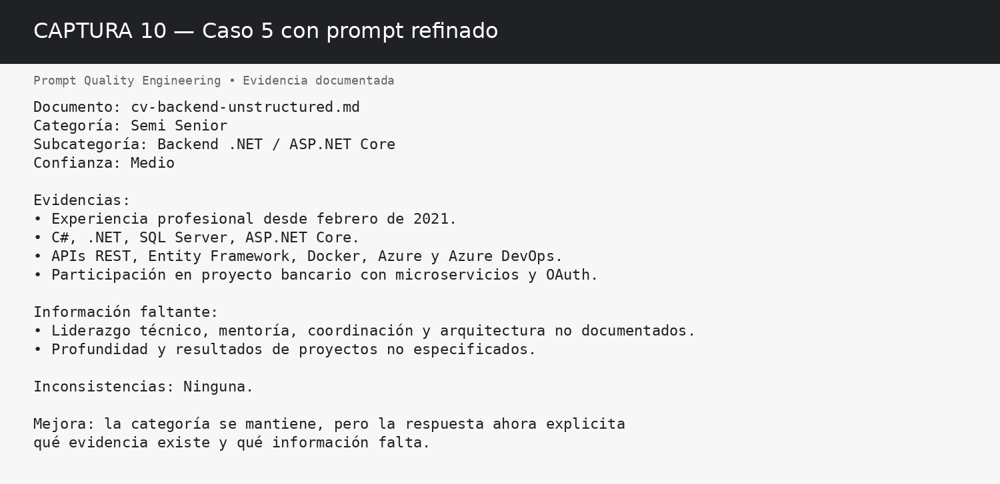 CAPTURA 10 — Caso 5 con prompt refinado
Prompt Quality Engineering • Evidencia documentada
Documento: cv-backend-unstructured.md
Categoría: Semi Senior
Subcategoría: Backend .NET / ASP.NET Core
Confianza: Medio
Evidencias:
• Experiencia profesional desde febrero de 2021.
• C#, .NET, SQL Server, ASP.NET Core.
• APIs REST, Entity Framework, Docker, Azure y Azure DevOps.
• Participación en proyecto bancario con microservicios y OAuth.
Información faltante:
• Liderazgo técnico, mentoría, coordinación y arquitectura no documentados.
• Profundidad y resultados de proyectos no especificados.
Inconsistencias: Ninguna.
Mejora: la categoría se mantiene, pero la respuesta ahora explicita
qué evidencia existe y qué información falta.